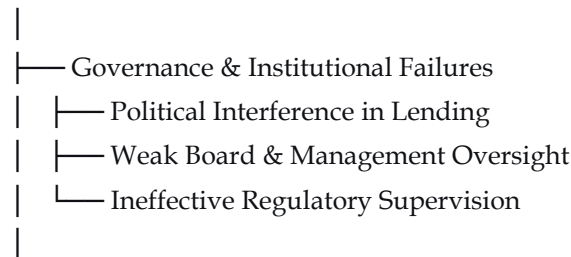 │
├── Governance & Institutional Failures
│ ├── Political Interference in Lending
│ ├── Weak Board & Management Oversight
│ └── Ineffective Regulatory Supervision
│